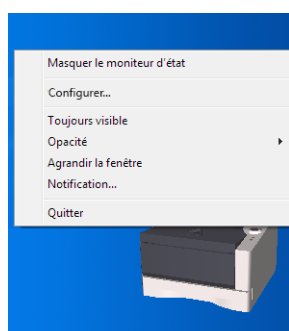 Masquer le moniteur d'état
Configurer...
Toujours visible
Opacité
Agrandir la fenêtre
Notification...
Quitter